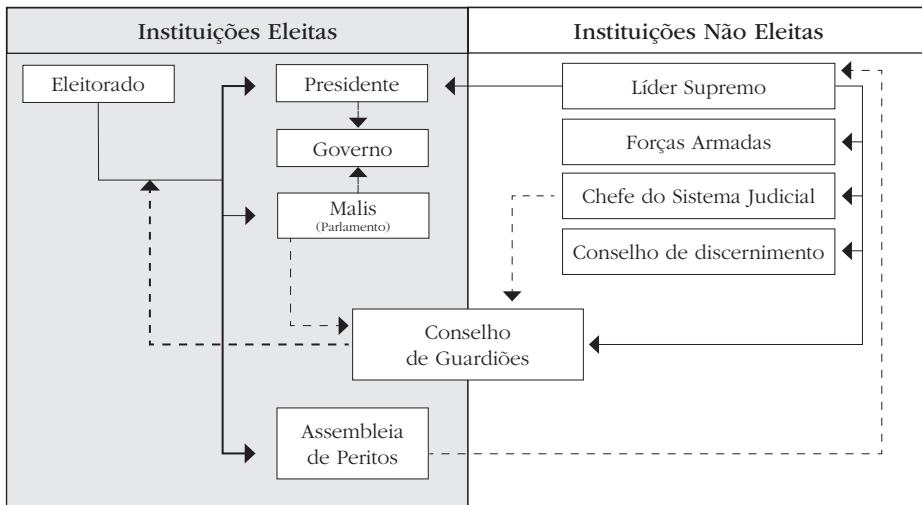 Instituições Eleitas
Instituições Não Eleitas
Eleitorado
Presidente
Líder Supremo
Governo
Forças Armadas
Malis
(Parlamento)
Chefe do Sistema Judicial
Conselho de discernimento
Conselho
de Guardiões
Assembleia
de Peritos